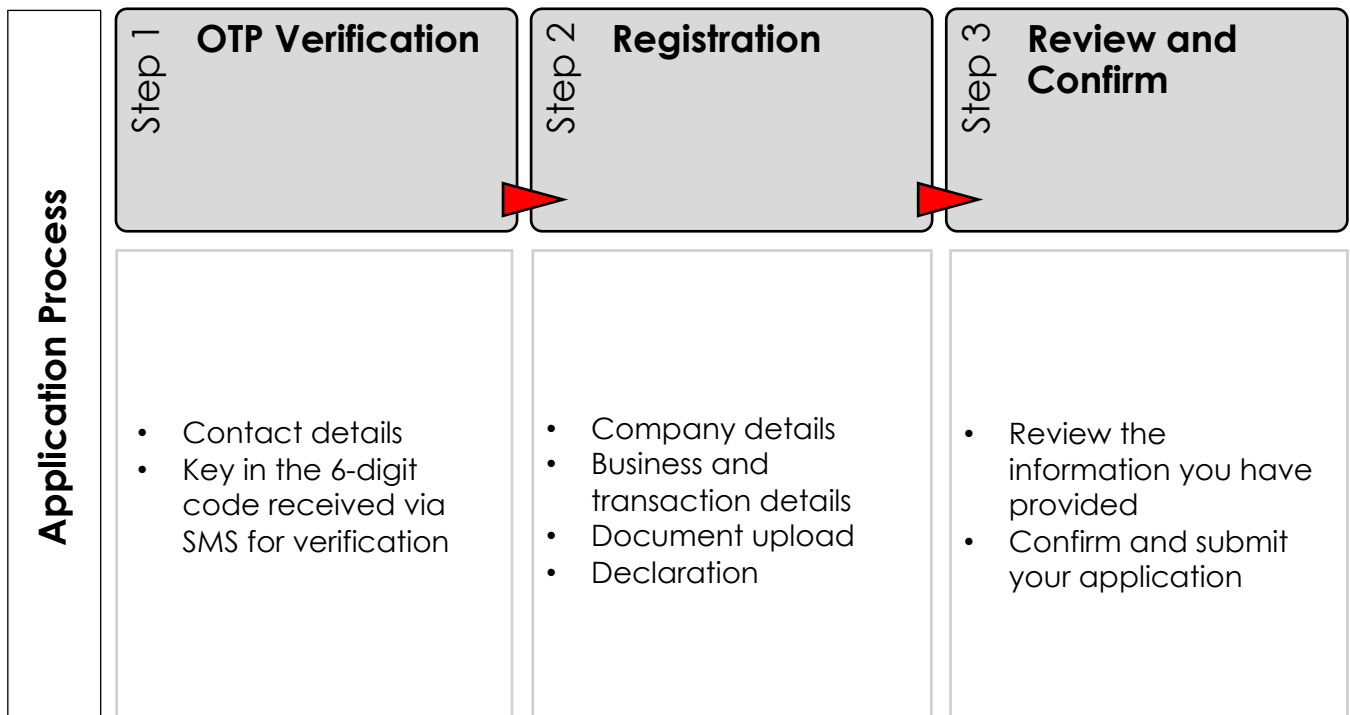 Application Process
Step 1
OTP Verification
Step 2
Registration
Step 3
Review and
Confirm
• Contact details
• Key in the 6-digit
code received via
SMS for verification
• Company details
• Business and
transaction details
• Document upload
• Declaration
• Review the
information you have
provided
• Confirm and submit
your application